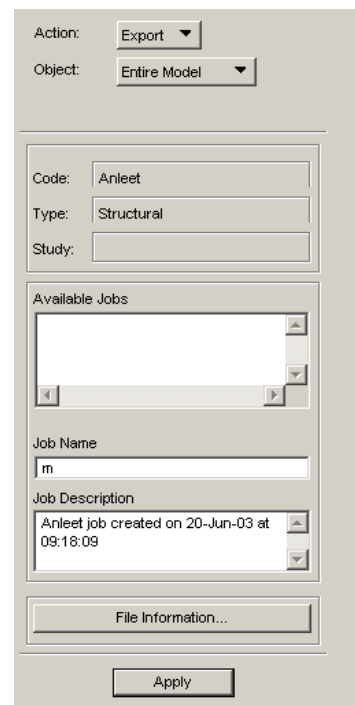 Action: Export
Object: Entire Model
Code: Anleet
Type: Structural
Study:
Available Jobs
Job Name
m
Job Description
Anleet job created on 20-Jun-03 at
09:18:09
File Information...
Apply